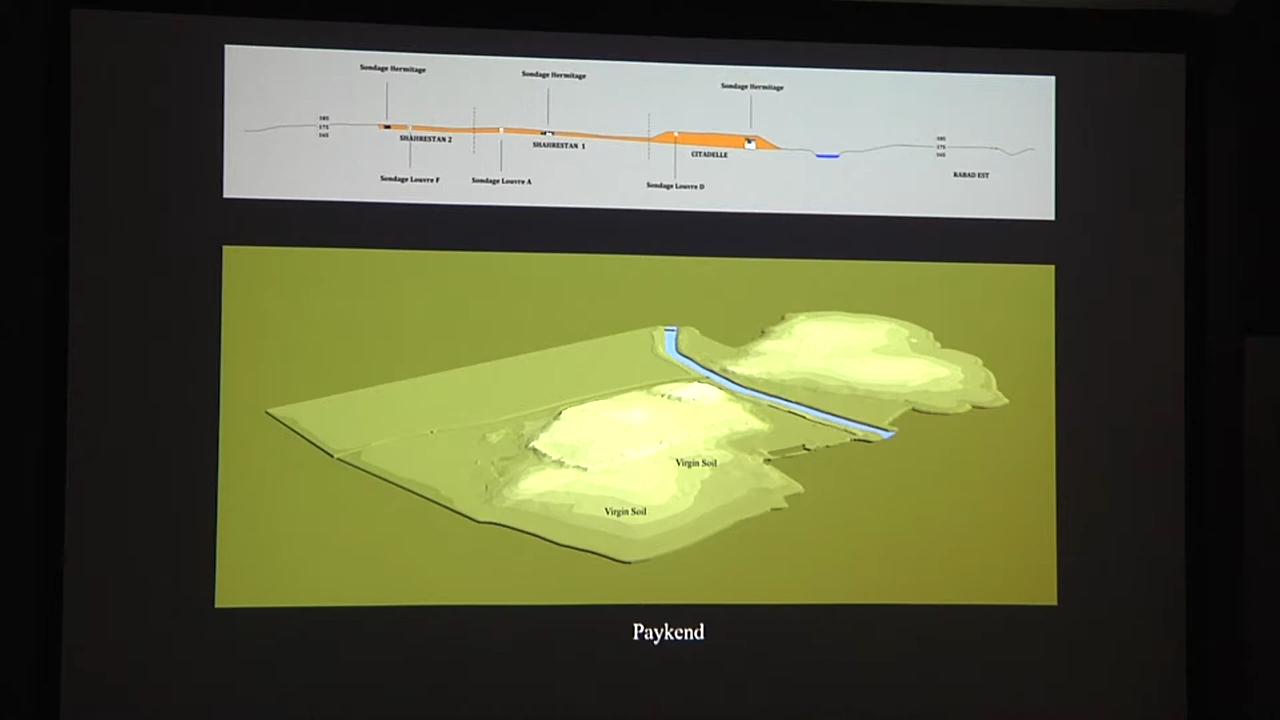 Sondage Hermitage
Sondage Hermitage
Sondage Hermitage
185
175
165
SHAHRESTAN 2
SHAHRESTAN 1
CITADELLE
185
175
165
RABAD EST
Sondage Louvre F
Sondage Louvre A
Sondage Louvre D
Virgin Soil
Virgin Soil
Paykend